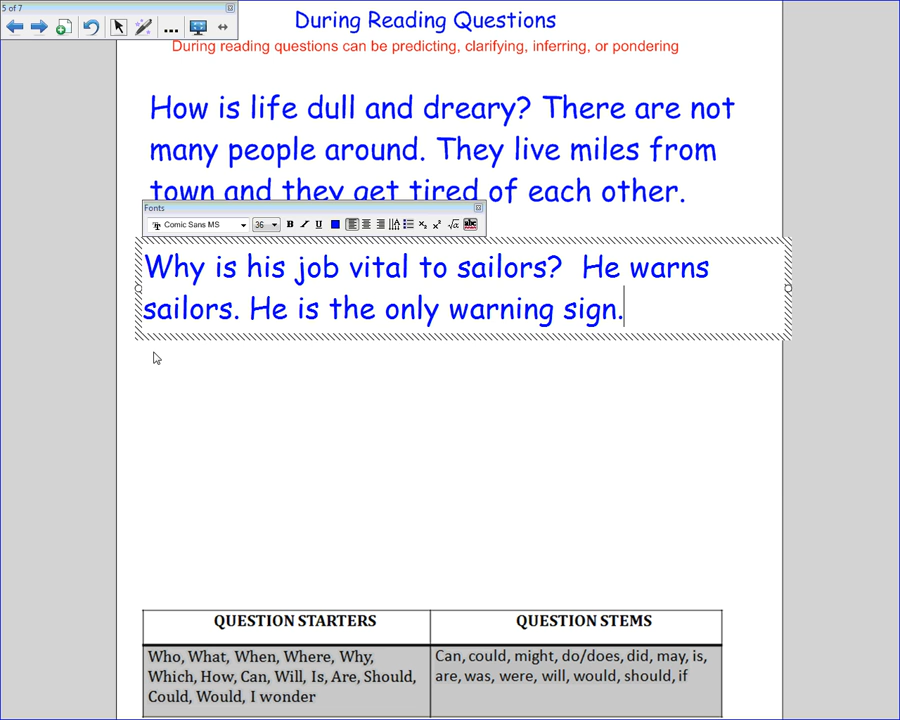 5 of 7
During Reading Questions
During reading questions can be predicting, clarifying, inferring, or pondering
How is life dull and dreary? There are not
many people around. They live miles from
town and they get tired of each other.
Fonts
Comic Sans MS 36 B I U abc
Why is his job vital to sailors? He warns
sailors. He is the only warning sign.
QUESTION STARTERS
Who, What, When, Where, Why,
Which, How, Can, Will, Is, Are, Should,
Could, Would, I wonder
QUESTION STEMS
Can, could, might, do/does, did, may, is,
are, was, were, will, would, should, if